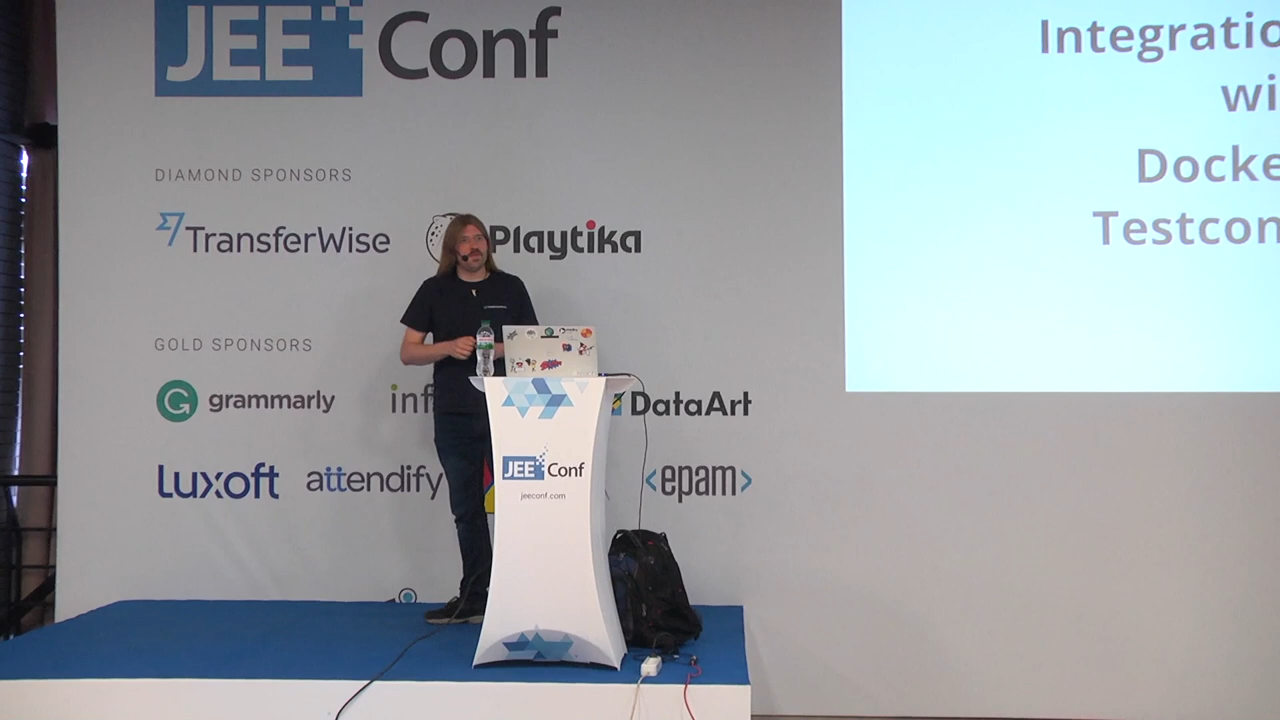 JEE Conf
DIAMOND SPONSORS
TransferWise
Playtika
GOLD SPONSORS
grammarly
inf
DataArt
Luxoft
attendify
<epam>
JEE Conf
jeeconf.com
Integratio
wi
Docke
Testcon